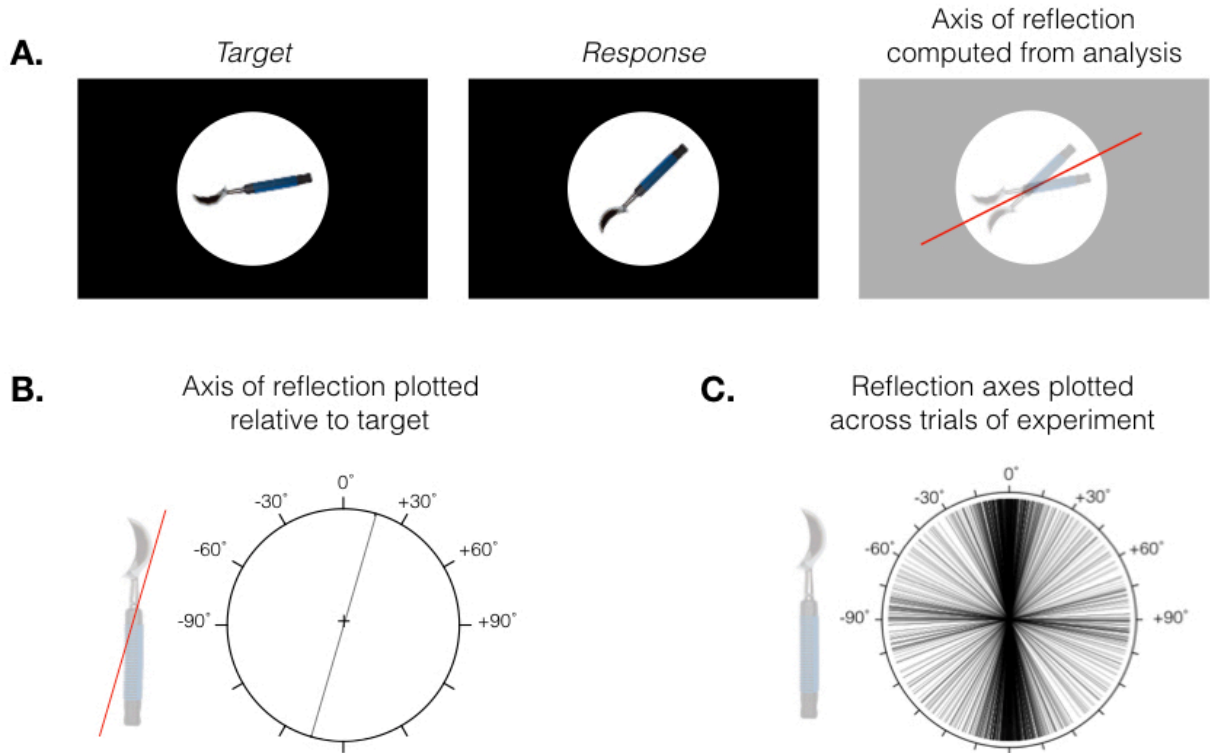 A.
Target
Response
Axis of reflection
computed from analysis
B.
Axis of reflection plotted
relative to target
0˚
-30˚
+30˚
-60˚
+60˚
-90˚
+90˚
C.
Reflection axes plotted
across trials of experiment
0˚
-30˚
+30˚
-60˚
+60˚
-90˚
+90˚